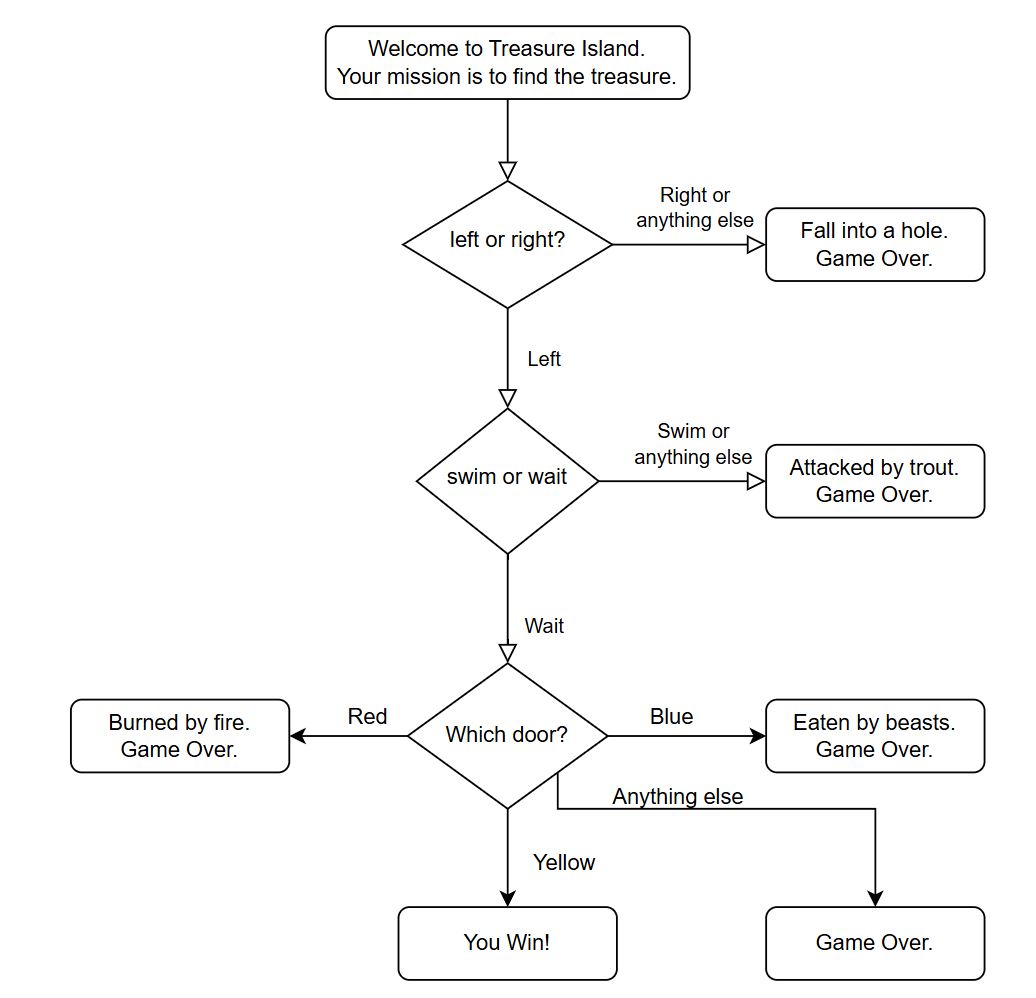 Welcome to Treasure Island.
Your mission is to find the treasure.
left or right?
Right or
anything else
Fall into a hole.
Game Over.
Left
swim or wait
Swim or
anything else
Attacked by trout.
Game Over.
Wait
Burned by fire.
Game Over.
Red
Which door?
Blue
Eaten by beasts.
Game Over.
Anything else
Yellow
You Win!
Game Over.